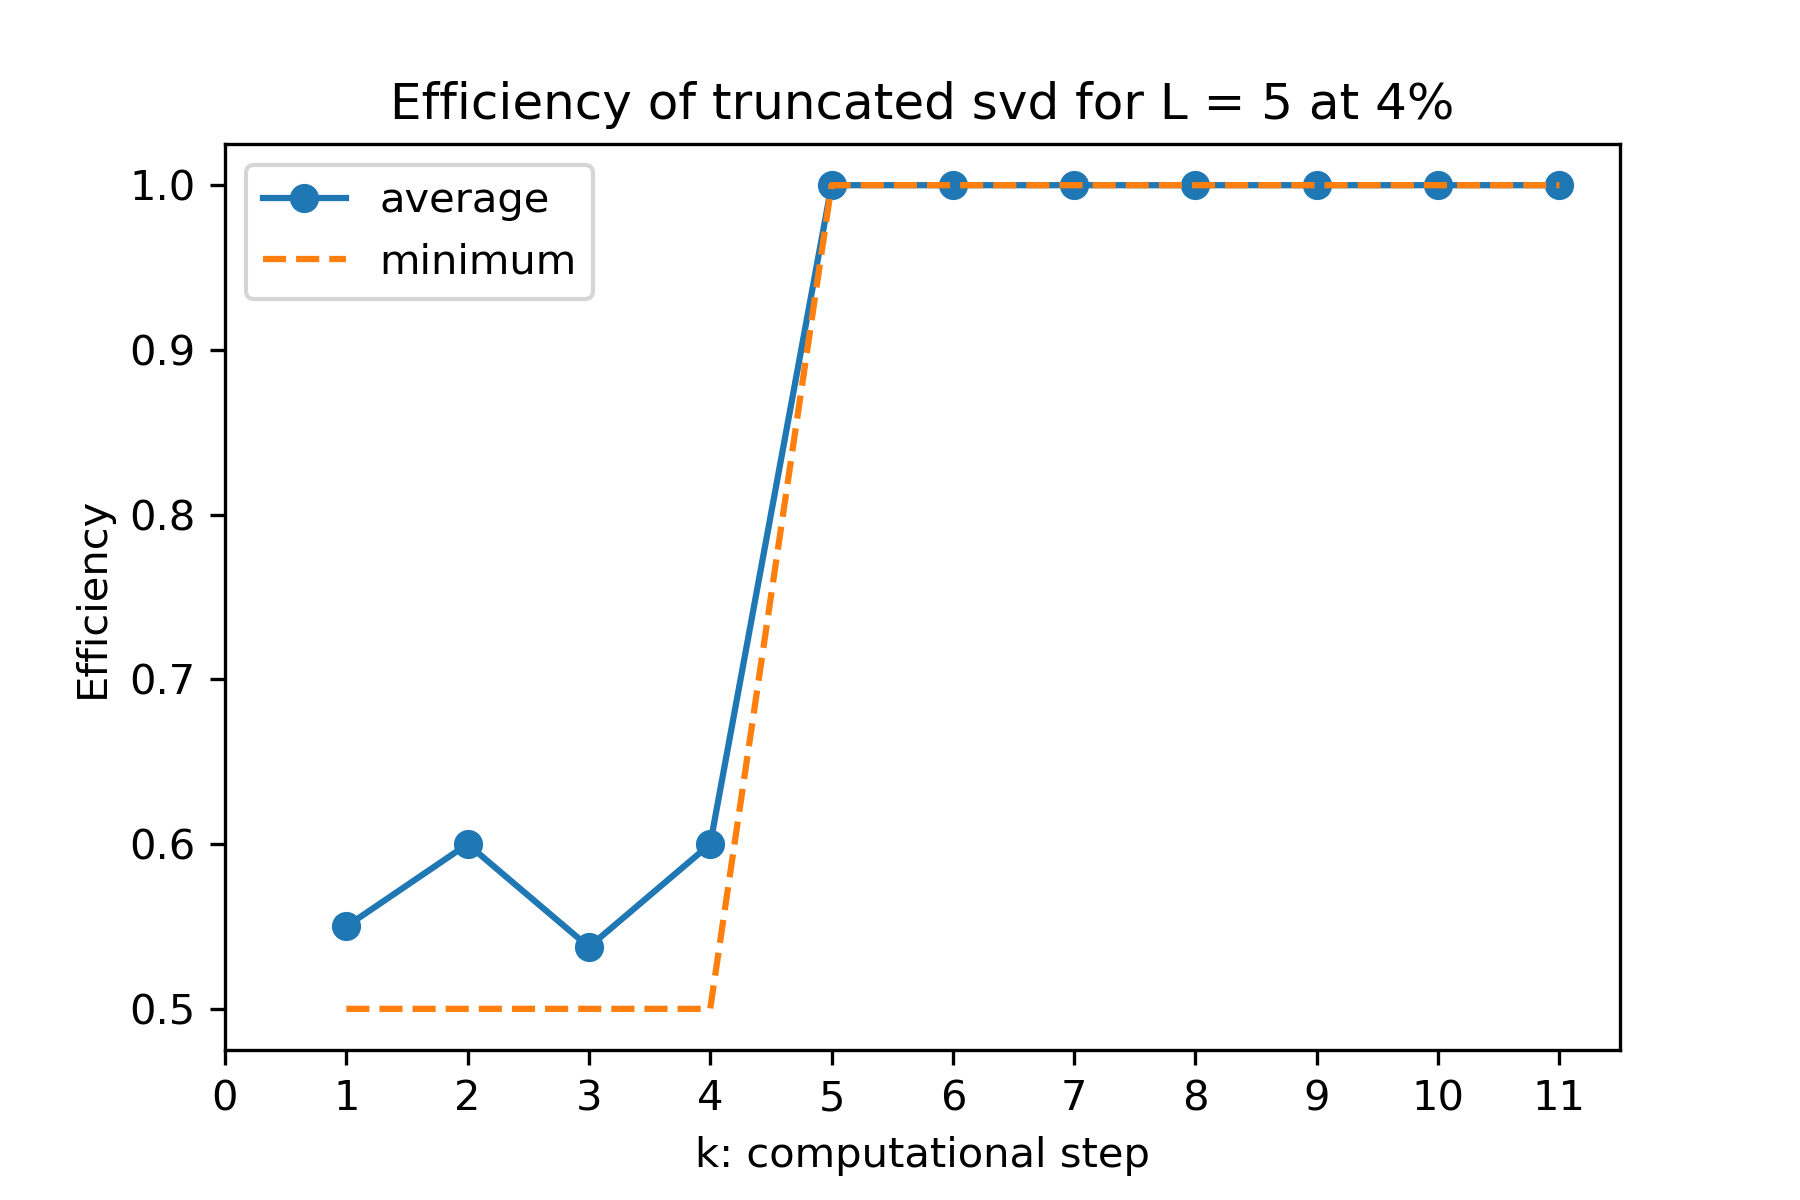 Efficiency of truncated svd for L = 5 at 4%
average
minimum
Efficiency
1.0
0.9
0.8
0.7
0.6
0.5
0 1 2 3 4 5 6 7 8 9 10 11
k: computational step